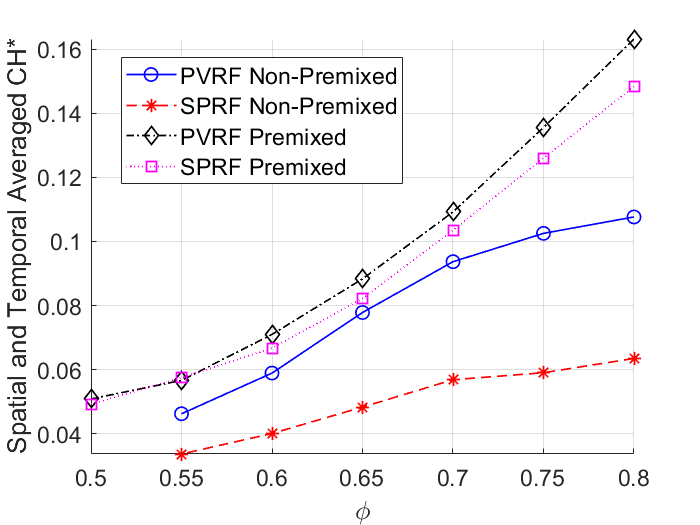 Spatial and Temporal Averaged CH*
0.16
0.14
0.12
0.1
0.08
0.06
0.04
PVRF Non-Premixed
SPRF Non-Premixed
PVRF Premixed
SPRF Premixed
0.5 0.55 0.6 0.65 0.7 0.75 0.8
ϕ